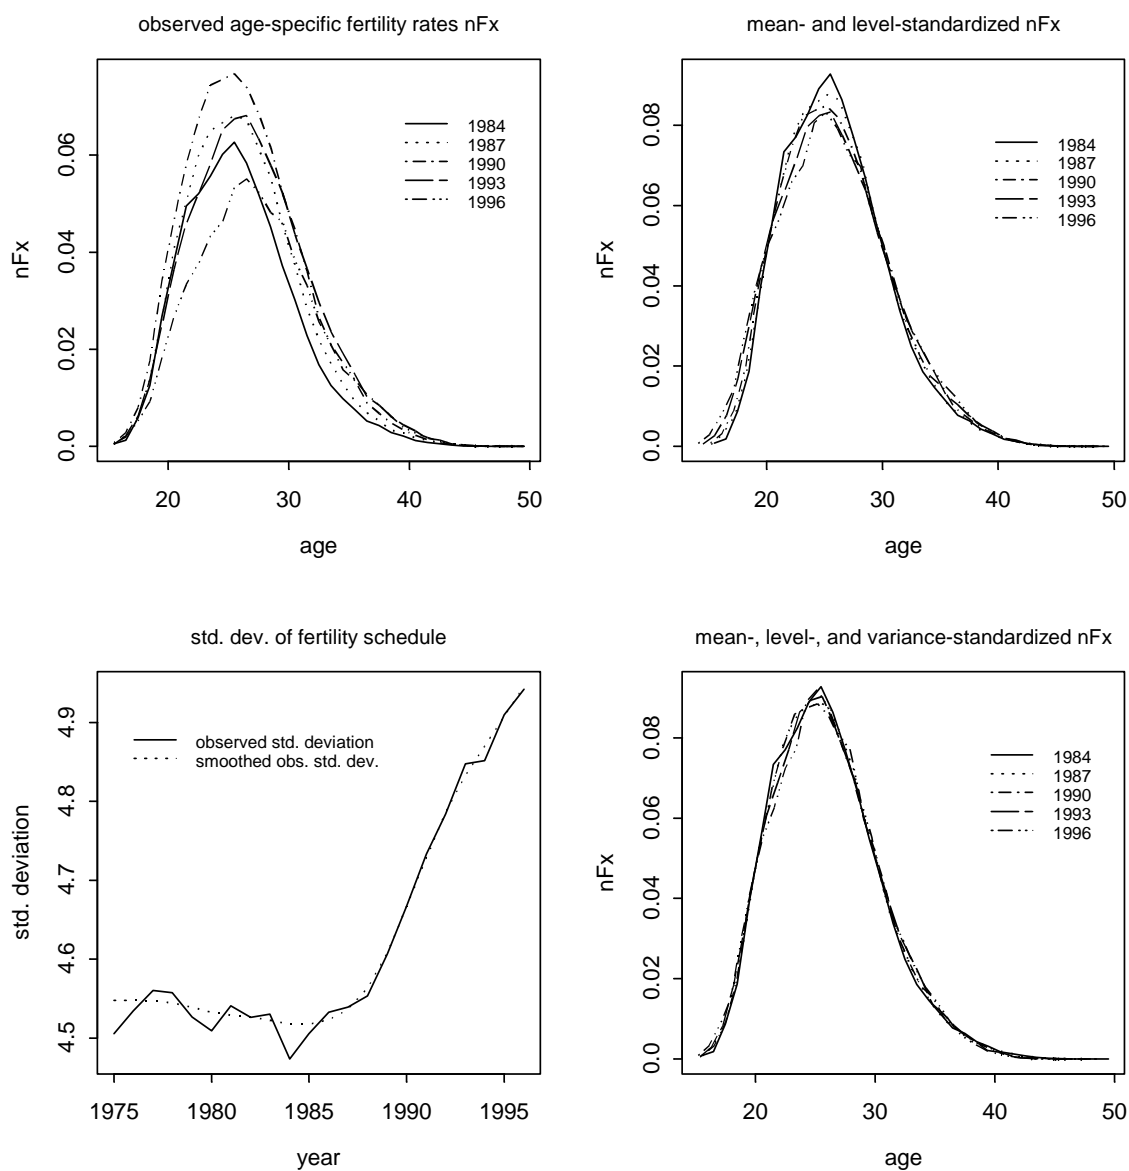 observed age-specific fertility rates nFx
nFx
0.06
0.04
0.02
0.0
1984
1987
1990
1993
1996
20 30 40 50
age
mean- and level-standardized nFx
nFx
0.08
0.06
0.04
0.02
0.0
1984
1987
1990
1993
1996
20 30 40 50
age
std. dev. of fertility schedule
std. deviation
4.9
4.8
4.7
4.6
4.5
observed std. deviation
smoothed obs. std. dev.
1975 1980 1985 1990 1995
year
mean-, level-, and variance-standardized nFx
nFx
0.08
0.06
0.04
0.02
0.0
1984
1987
1990
1993
1996
20 30 40 50
age